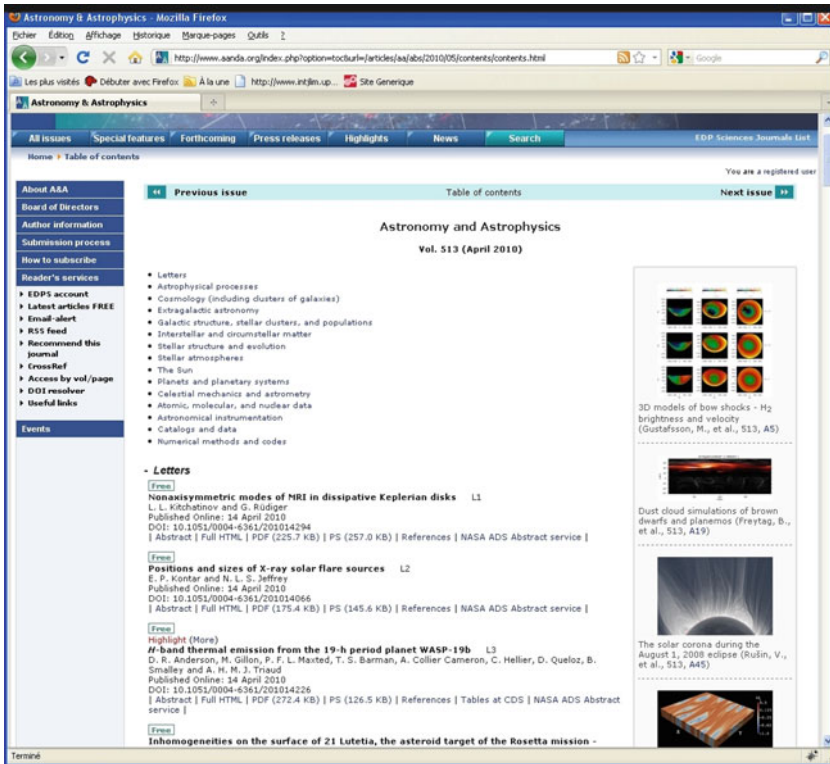 Astronomy & Astrophysics - Mozilla Firefox
Fichier Édition Affichage Historique Marque-pages Outils ?
http://www.aanda.org/index.php?option=toc&url=/articles/aa/abs/2010/05/contents/contents.html
Google
Les plus visités Débuter avec Firefox À la une http://www.intjlm.up... Site Generique
Astronomy & Astrophysics
All issues Special features Forthcoming Press releases Highlights News Search EDP Sciences Journals List
Home Table of contents
You are a registered user
Previous issue Table of contents Next issue
About A&A
Board of Directors
Author information
Submission process
How to subscribe
Reader's services
EDPS account
Latest articles FREE
Email-alert
RSS feed
Recommend this
journal
CrossRef
Access by vol/page
DOI resolver
Useful links
Events
Astronomy and Astrophysics
Vol. 513 (April 2010)
• Letters
• Astrophysical processes
• Cosmology (including clusters of galaxies)
• Extragalactic astronomy
• Galactic structure, stellar clusters, and populations
• Interstellar and circumstellar matter
• Stellar structure and evolution
• Stellar atmospheres
• The Sun
• Planets and planetary systems
• Celestial mechanics and astrometry
• Atomic, molecular, and nuclear data
• Astronomical instrumentation
• Catalogs and data
• Numerical methods and codes
- Letters
Free
Nonaxisymmetric modes of MRI in dissipative Keplerian disks L1
L. L. Kitchatinov and G. Rüdiger
Published Online: 14 April 2010
DOI: 10.1051/0004-6361/201014294
| Abstract | Full HTML | PDF (225.7 KB) | PS (257.0 KB) | References | NASA ADS Abstract service |
Free
Positions and sizes of X-ray solar flare sources L2
E. P. Kontar and N. L. S. Jeffrey
Published Online: 14 April 2010
DOI: 10.1051/0004-6361/201014066
| Abstract | Full HTML | PDF (175.4 KB) | PS (145.6 KB) | References | NASA ADS Abstract service |
Free
Highlight (More)
H-band thermal emission from the 19-h period planet WASP-19b L3
D. R. Anderson, M. Gillon, P. F. L. Maxted, T. S. Barman, A. Collier Cameron, C. Hellier, D. Queloz, B.
Smalley and A. H. M. J. Triaud
Published Online: 14 April 2010
DOI: 10.1051/0004-6361/201014226
| Abstract | Full HTML | PDF (272.4 KB) | PS (126.5 KB) | References | Tables at CDS | NASA ADS Abstract
service |
Free
Inhomogeneities on the surface of 21 Lutetia, the asteroid target of the Rosetta mission -
3D models of bow shocks - H2
brightness and velocity
(Gustafsson, M., et al., 513, A5)
Dust cloud simulations of brown
dwarfs and planemos (Freytag, B.,
et al., 513, A19)
The solar corona during the
August 1, 2008 eclipse (Rušin, V.,
et al., 513, A45)
Terminé